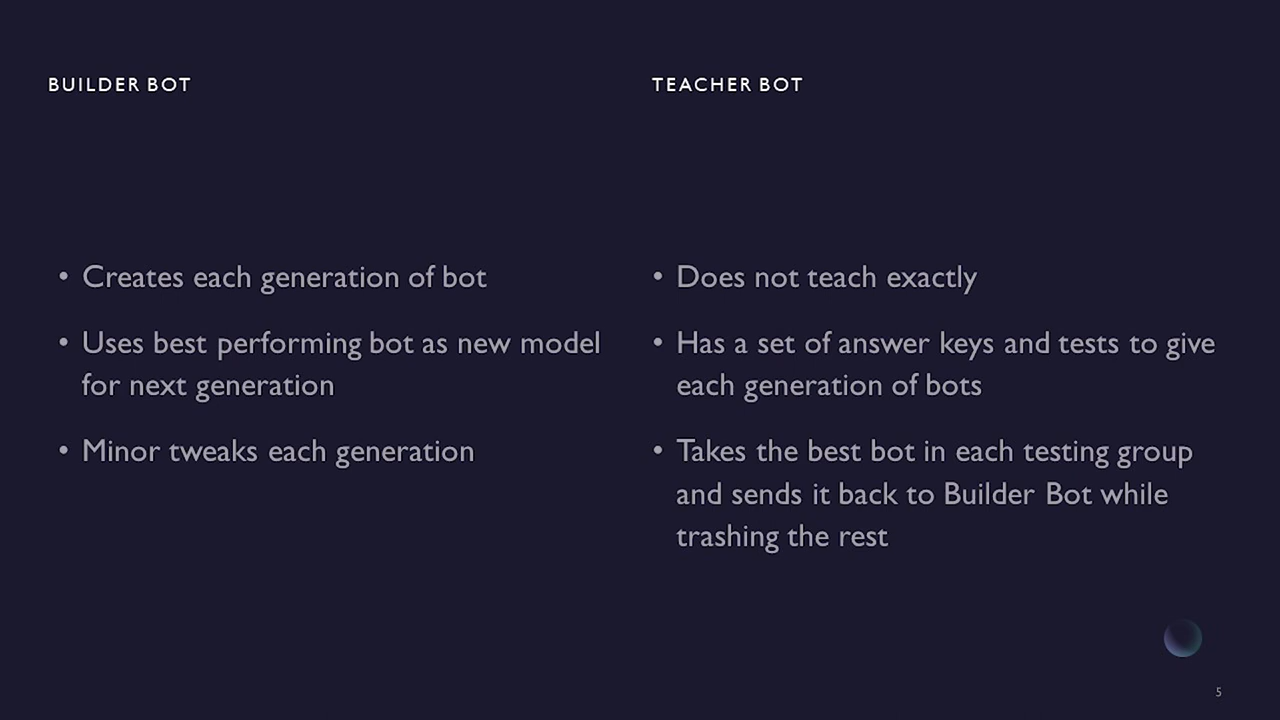 BUILDER BOT
• Creates each generation of bot
• Uses best performing bot as new model
for next generation
• Minor tweaks each generation
TEACHER BOT
• Does not teach exactly
• Has a set of answer keys and tests to give
each generation of bots
• Takes the best bot in each testing group
and sends it back to Builder Bot while
trashing the rest
5